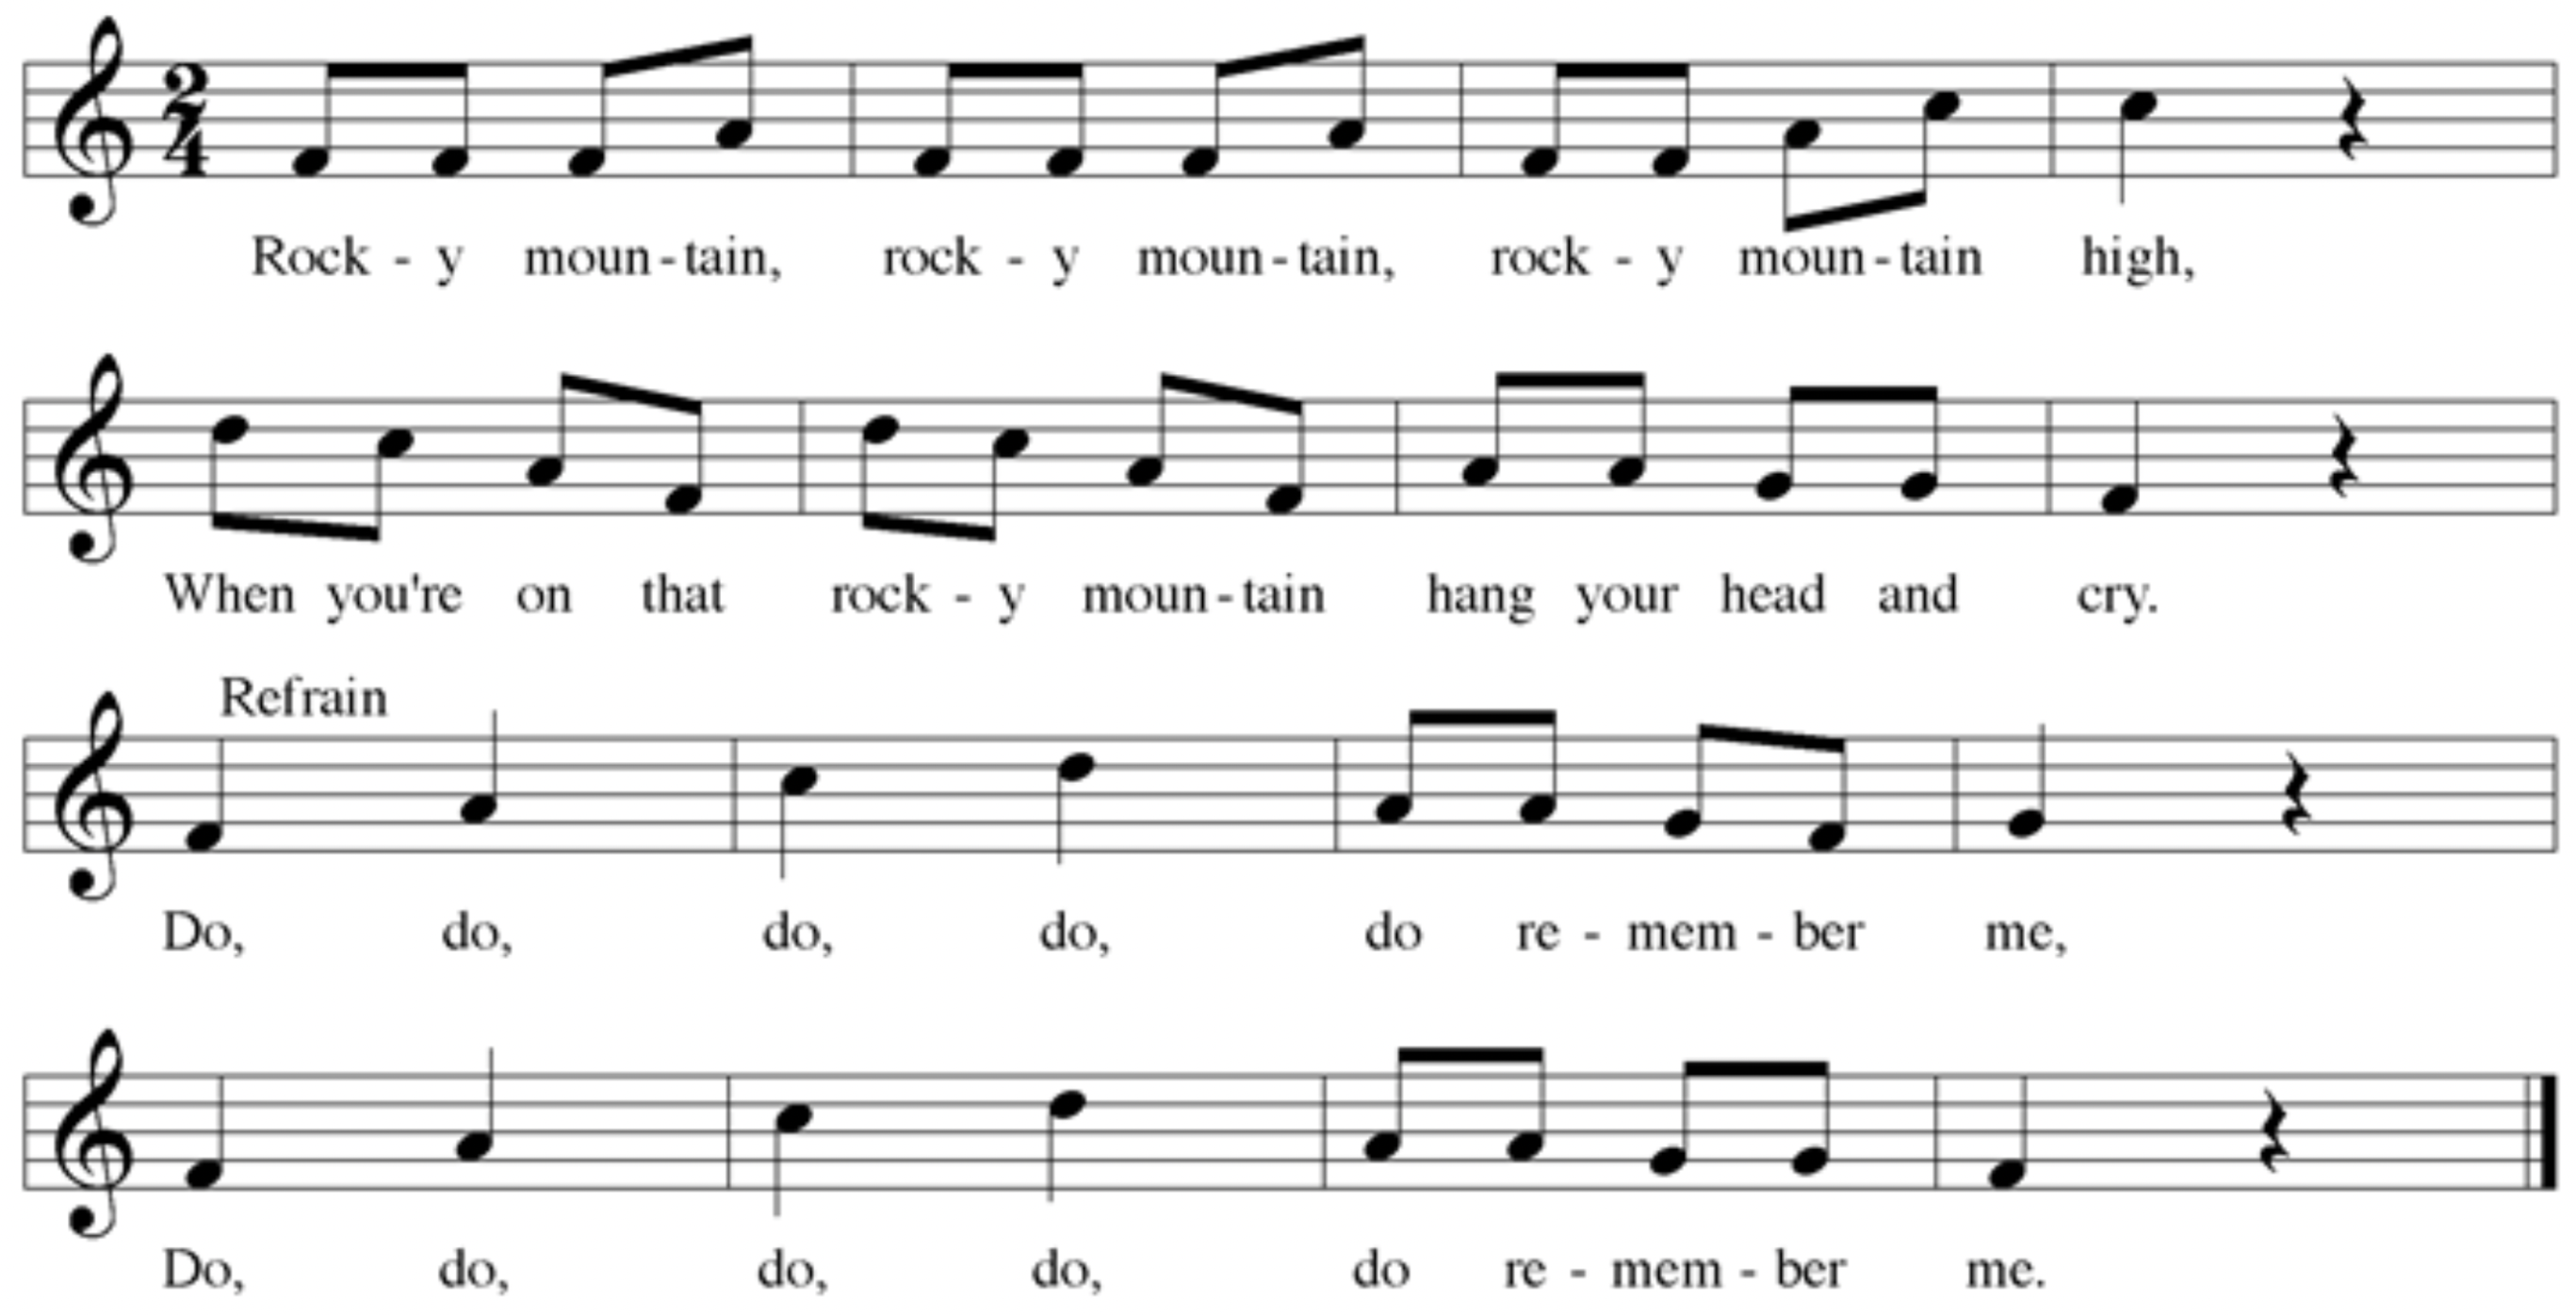 2
4
Rock - y moun - tain, rock - y moun - tain, rock - y moun - tain high,
When you're on that rock - y moun - tain hang your head and cry.
Refrain
Do, do, do, do, do re - mem - ber me,
Do, do, do, do, do re - mem - ber me.